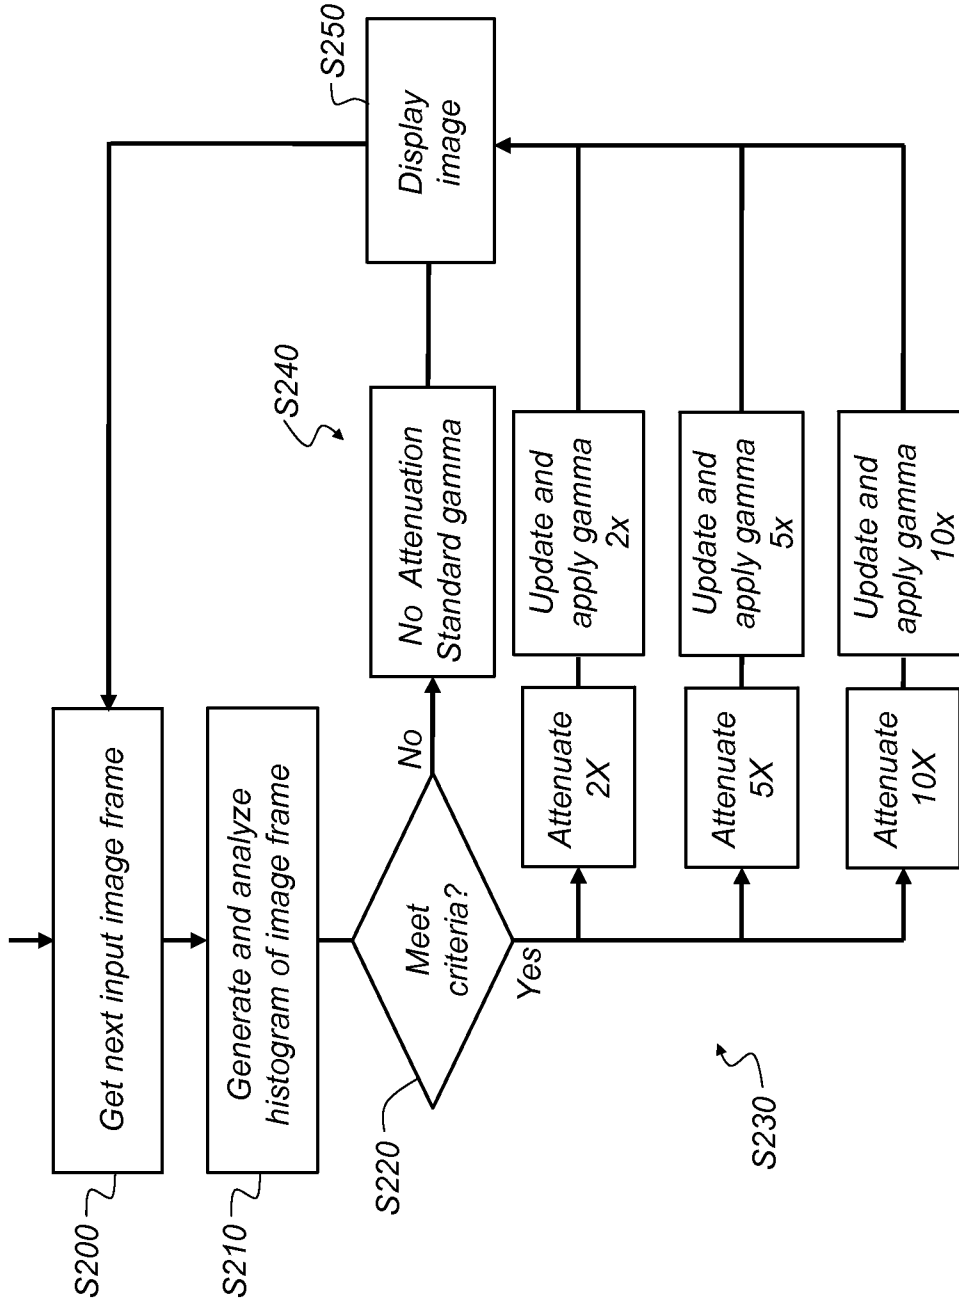 S200
Get next input image frame
S210
Generate and analyze
histogram of image frame
S220
Meet
criteria?
No
Yes
S240
No Attenuation
Standard gamma
S250
Display
image
S230
Attenuate
2X
Update and
apply gamma
2x
Attenuate
5X
Update and
apply gamma
5x
Attenuate
10X
Update and
apply gamma
10x